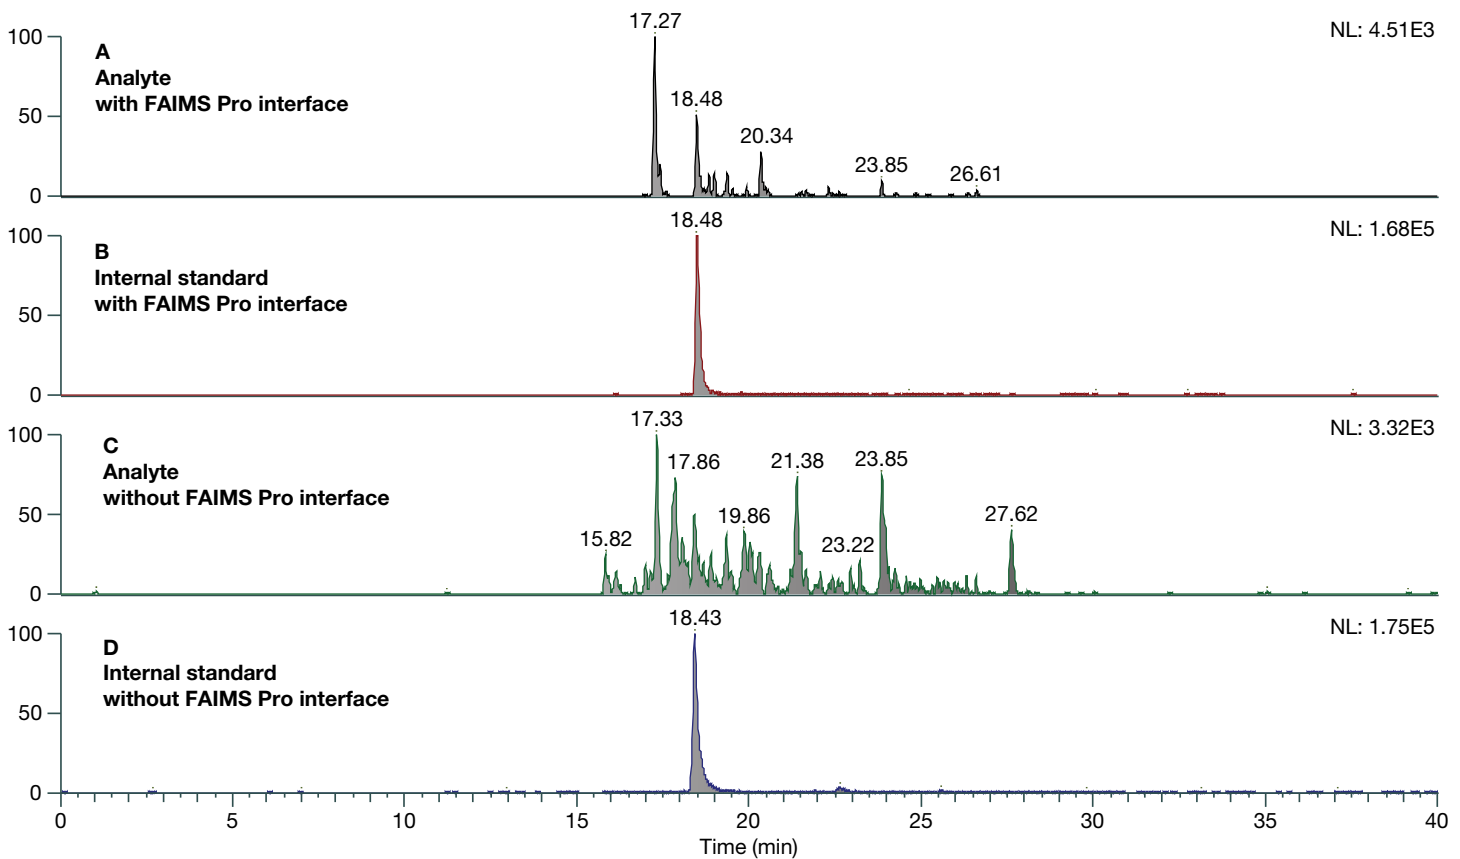 17.27
NL: 4.51E3
100
A
Analyte
with FAIMS Pro interface
18.48
50
20.34
23.85
26.61
0
18.48
NL: 1.68E5
100
B
Internal standard
with FAIMS Pro interface
50
0
17.33
NL: 3.32E3
100
C
Analyte
without FAIMS Pro interface
17.86
21.38
23.85
50
19.86
27.62
15.82
23.22
0
18.43
NL: 1.75E5
100
D
Internal standard
without FAIMS Pro interface
50
0
0 5 10 15 20 25 30 35 40
Time (min)